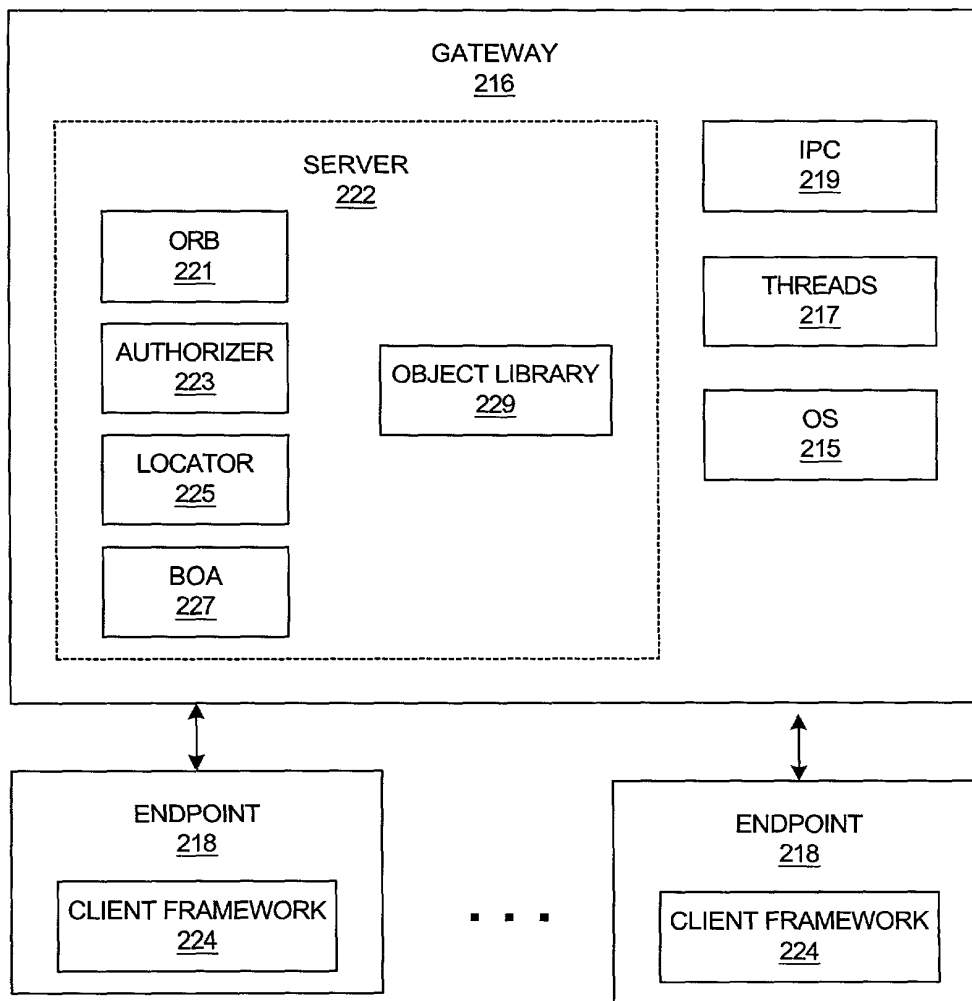 GATEWAY
216
SERVER
222
ORB
221
AUTHORIZER
223
LOCATOR
225
BOA
227
OBJECT LIBRARY
229
IPC
219
THREADS
217
OS
215
ENDPOINT
218
CLIENT FRAMEWORK
224
ENDPOINT
218
CLIENT FRAMEWORK
224